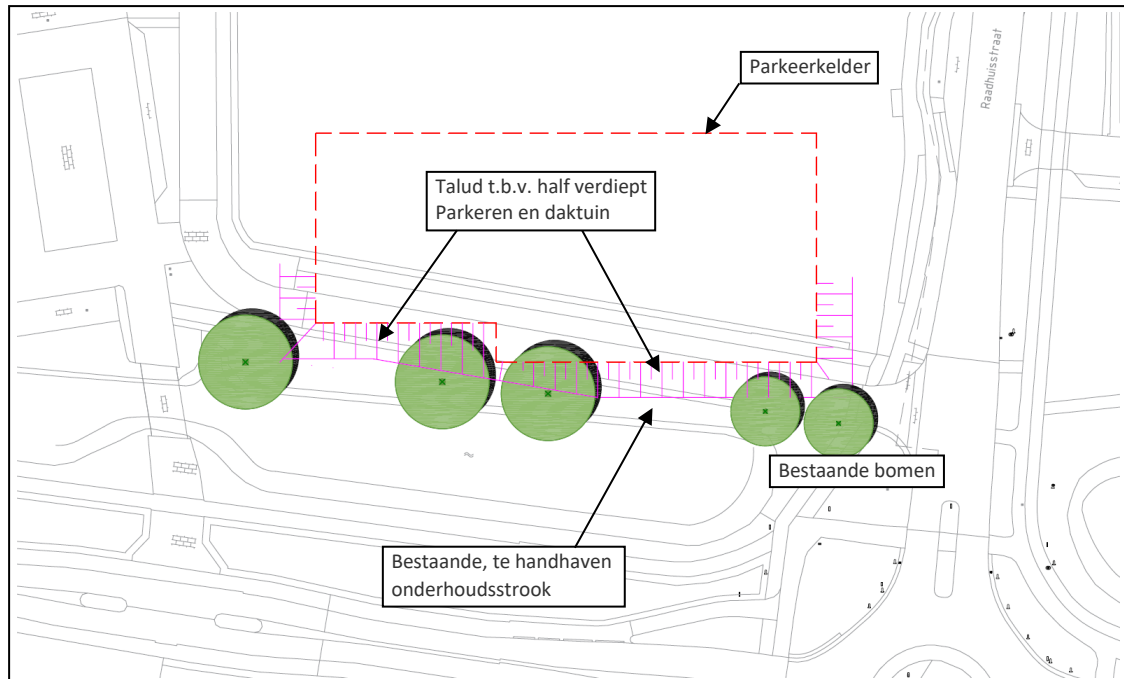 Parkeerkelder
Raadhuisstraat
Talud t.b.v. half verdiept
Parkeren en daktuin
Bestaande bomen
Bestaande, te handhaven
onderhoudsstrook